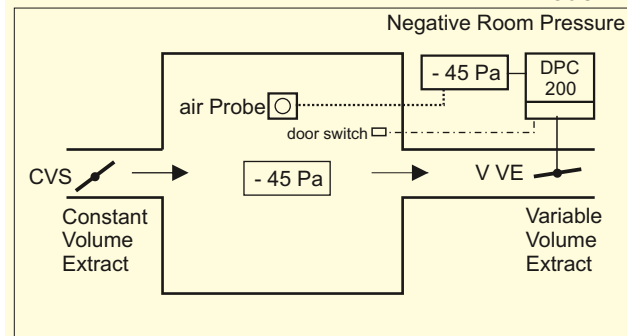 Negative Room Pressure
- 45 Pa
DPC
200
air Probe
door switch
CVS
- 45 Pa
V VE
Constant
Volume
Extract
Variable
Volume
Extract